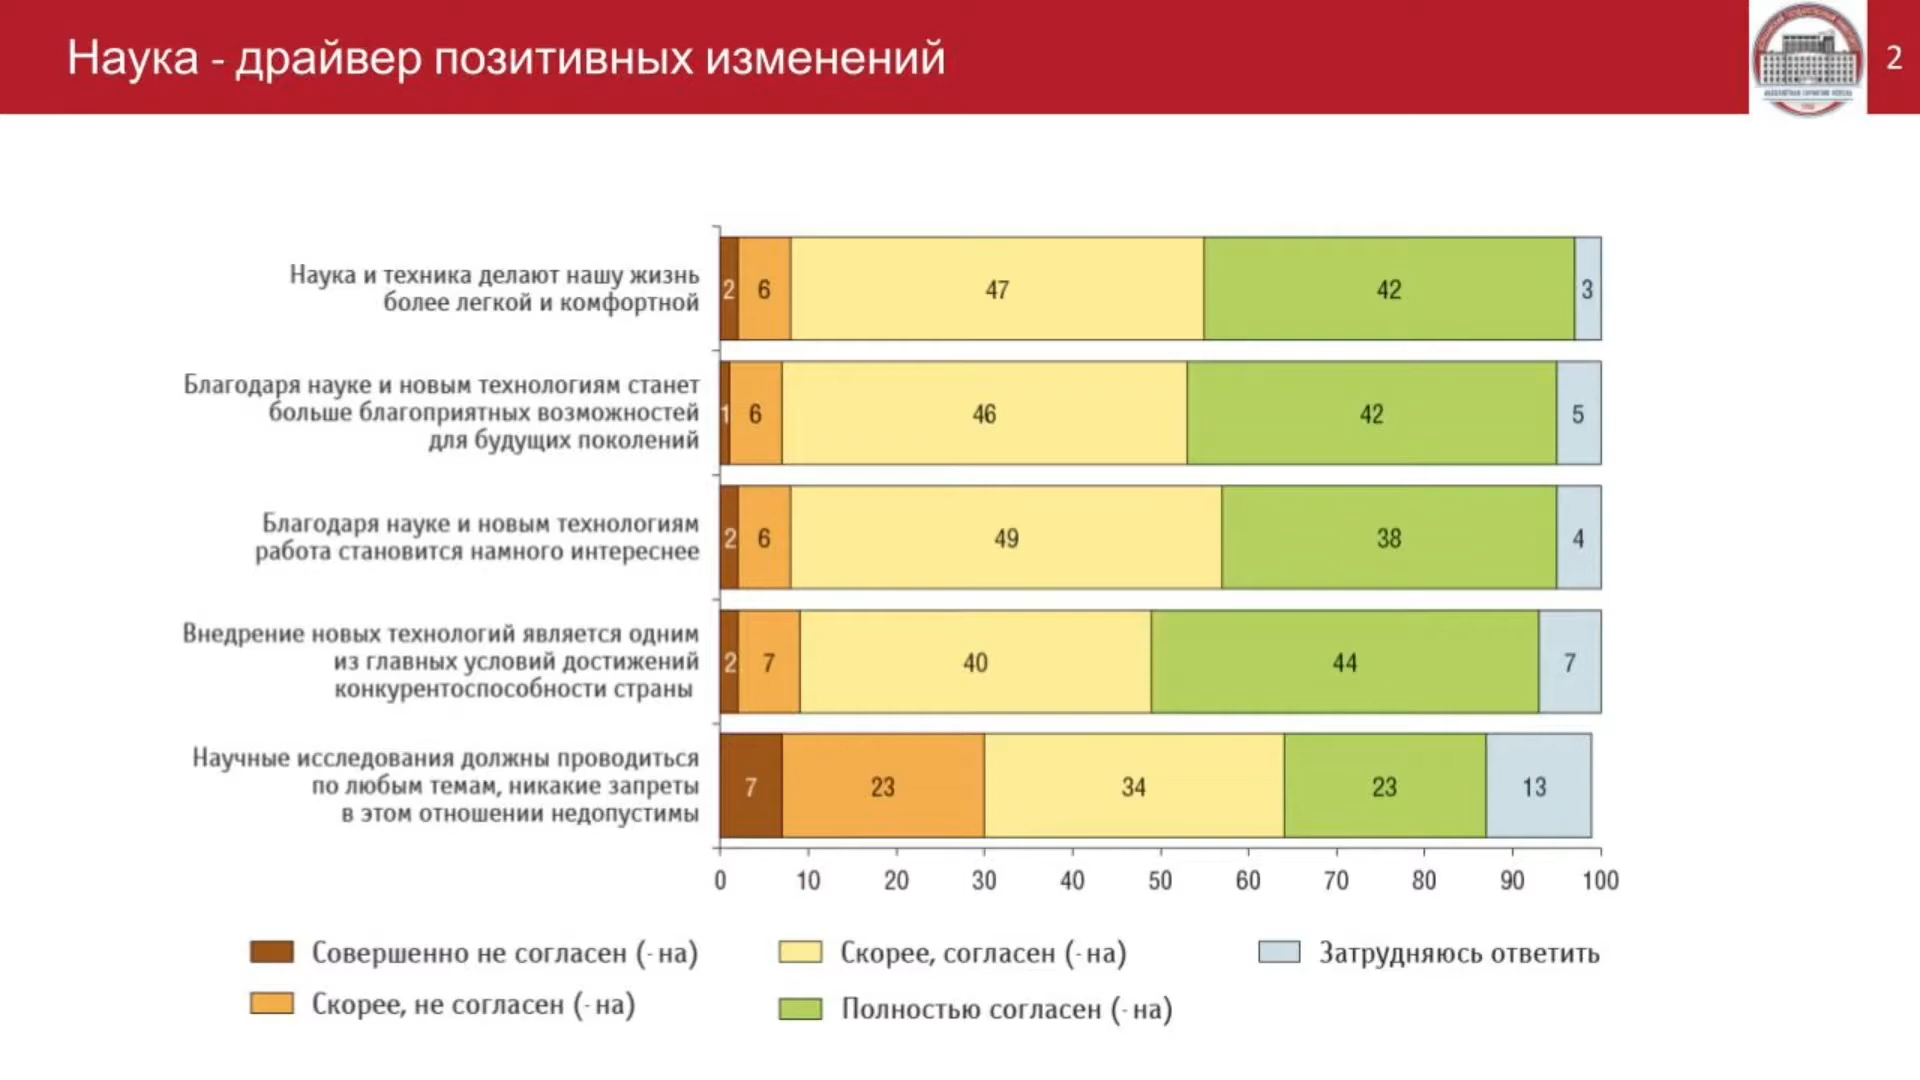 Наука - драйвер позитивных изменений
2
Наука и техника делают нашу жизнь
более легкой и комфортной
2 6 47 42 3
Благодаря науке и новым технологиям станет
больше благоприятных возможностей
для будущих поколений
1 6 46 42 5
Благодаря науке и новым технологиям
работа становится намного интереснее
2 6 49 38 4
Внедрение новых технологий является одним
из главных условий достижений
конкурентоспособности страны
2 7 40 44 7
Научные исследования должны проводиться
по любым темам, никакие запреты
в этом отношении недопустимы
7 23 34 23 13
0 10 20 30 40 50 60 70 80 90 100
Совершенно не согласен (-на)
Скорее, не согласен (-на)
Скорее, согласен (-на)
Полностью согласен (-на)
Затрудняюсь ответить